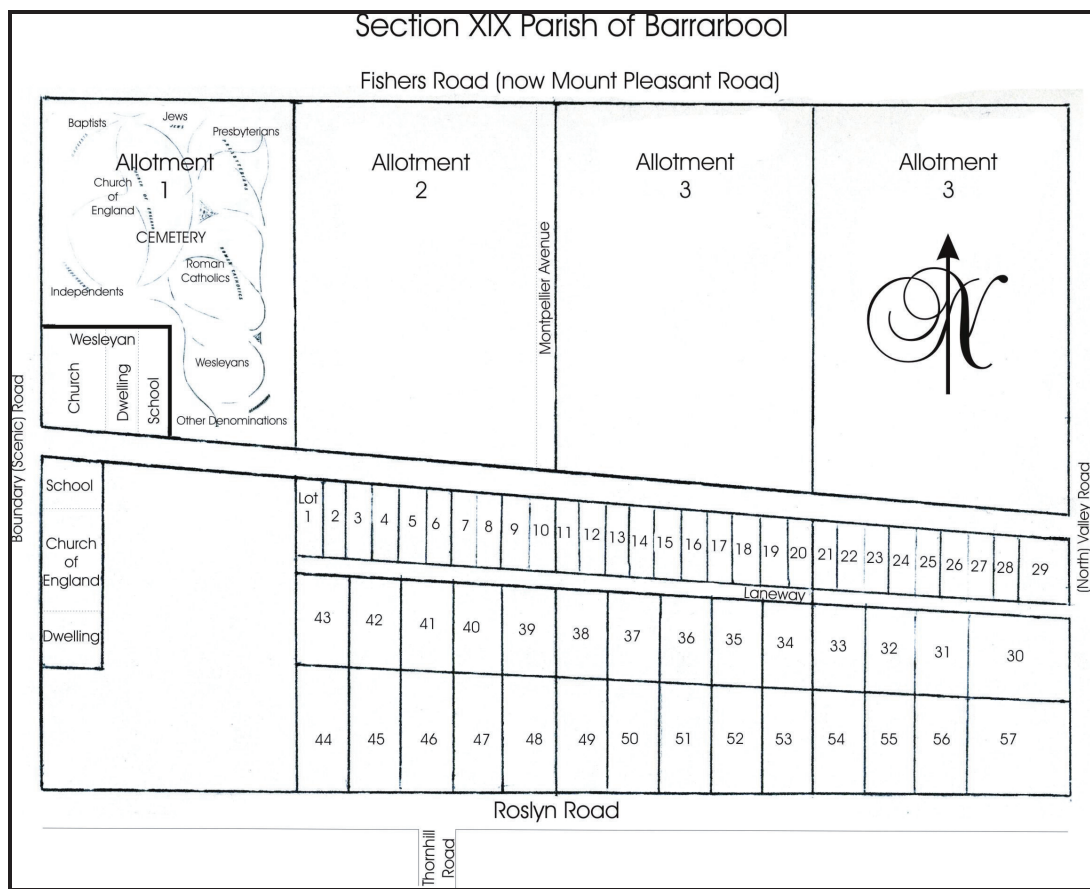 Section XIX Parish of Barrarbool
Fishers Road (now Mount Pleasant Road)
Baptists
Jews
Presbyterians
Allotment
1
Church
of
England
CEMETERY
Roman
Catholics
Independents
Wesleyans
Other Denominations
Wesleyan
Church
Dwelling
School
Allotment
2
Montpellier Avenue
Allotment
3
Allotment
3
N
Boundary (Scenic) Road
(North) Valley Road
School
Church
of
England
Dwelling
Lot
1 2 3 4 5 6 7 8 9 10 11 12 13 14 15 16 17 18 19 20 21 22 23 24 25 26 27 28 29
Laneway
43 42 41 40 39 38 37 36 35 34 33 32 31 30
44 45 46 47 48 49 50 51 52 53 54 55 56 57
Roslyn Road
Thornhill
Road